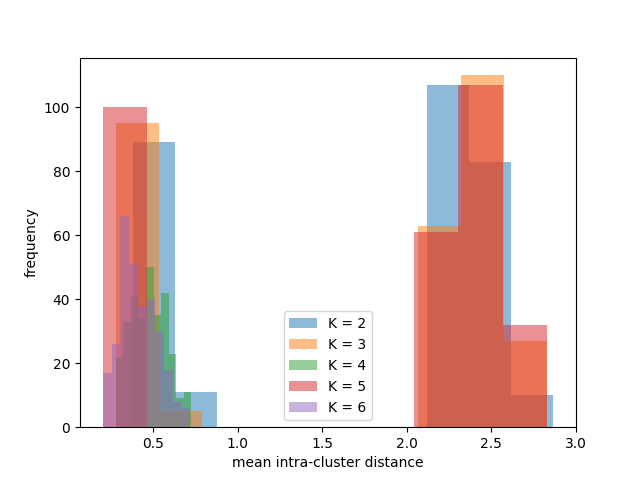 frequency
100
80
60
40
20
0
K = 2
K = 3
K = 4
K = 5
K = 6
0.5 1.0 1.5 2.0 2.5 3.0
mean intra-cluster distance